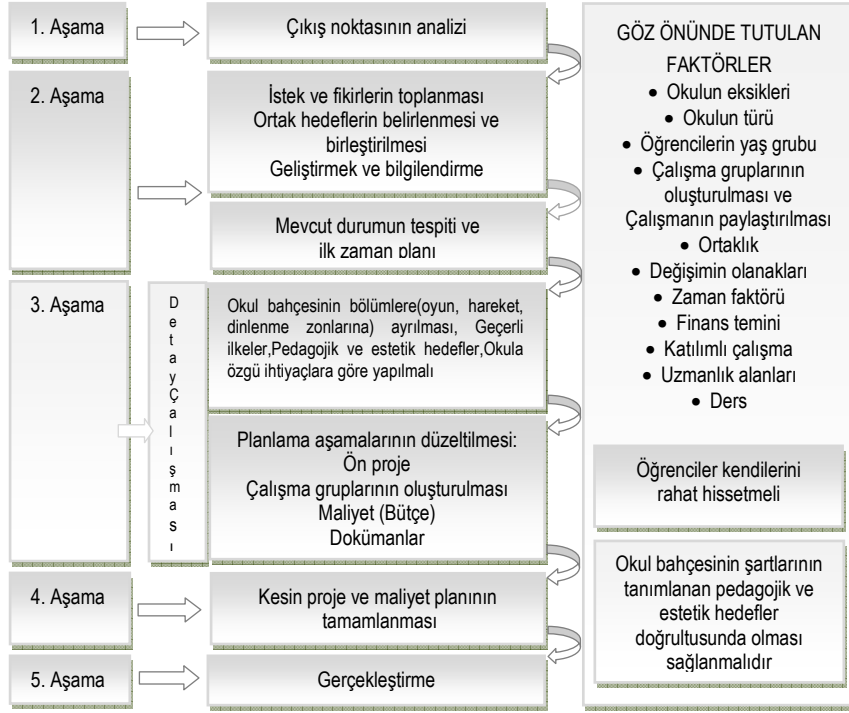 1. Aşama
Çıkış noktasının analizi
2. Aşama
İstek ve fikirlerin toplanması
Ortak hedeflerin belirlenmesi ve
birleştirilmesi
Geliştirmek ve bilgilendirme
Mevcut durumun tespiti ve
ilk zaman planı
3. Aşama
DetayÇalışması
Okul bahçesinin bölümlere(oyun, hareket,
dinlenme zonlarına) ayrılması, Geçerli
ilkeler,Pedagojik ve estetik hedefler,Okula
özgü ihtiyaçlara göre yapılmalı
Planlama aşamalarının düzeltilmesi:
Ön proje
Çalışma gruplarının oluşturulması
Maliyet (Bütçe)
Dokümanlar
4. Aşama
Kesin proje ve maliyet planının
tamamlanması
5. Aşama
Gerçekleştirme
GÖZ ÖNÜNDE TUTULAN
FAKTÖRLER
• Okulun eksikleri
• Okulun türü
• Öğrencilerin yaş grubu
• Çalışma gruplarının
oluşturulması ve
Çalışmanın paylaştırılması
• Ortaklık
• Değişimin olanakları
• Zaman faktörü
• Finans temini
• Katılımlı çalışma
• Uzmanlık alanları
• Ders
Öğrenciler kendilerini
rahat hissetmeli
Okul bahçesinin şartlarının
tanımlanan pedagojik ve
estetik hedefler
doğrultusunda olması
sağlanmalıdır